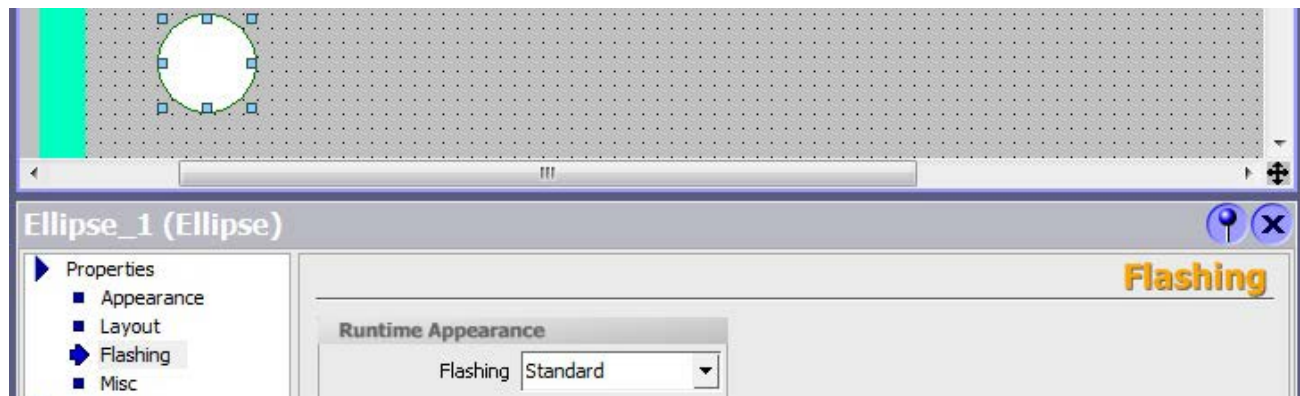 Ellipse_1 (Ellipse)
Properties
Appearance
Layout
Flashing
Misc
Flashing
Runtime Appearance
Flashing Standard